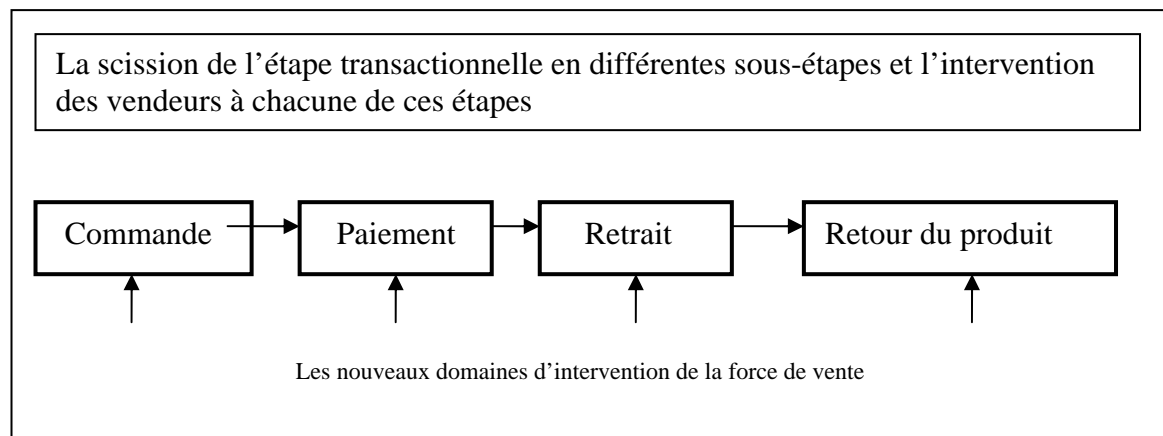 La scission de l’étape transactionnelle en différentes sous-étapes et l’intervention
des vendeurs à chacune de ces étapes
Commande
Paiement
Retrait
Retour du produit
Les nouveaux domaines d’intervention de la force de vente